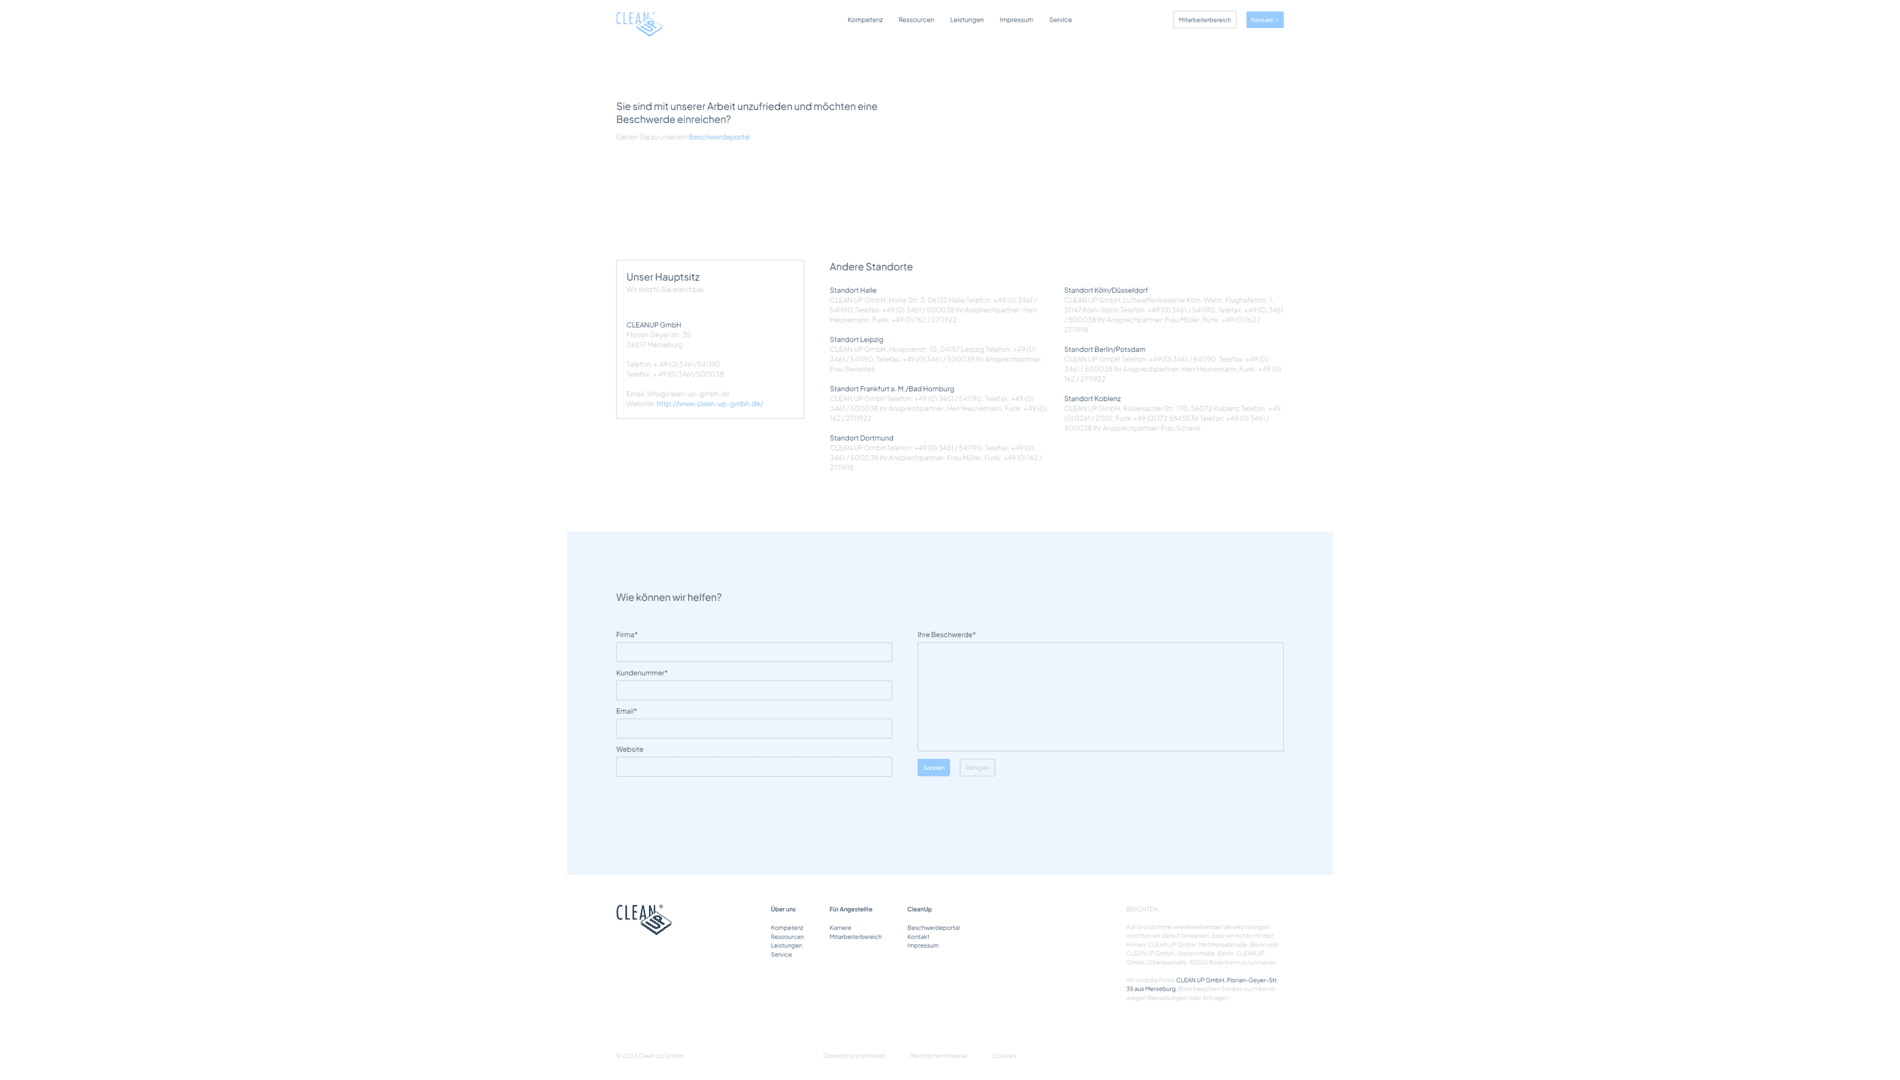 CLEAN UP
Kompetenz Ressourcen Leistungen Impressum Service
Mitarbeiterbereich
Kontakt
Sie sind mit unserer Arbeit unzufrieden und möchten eine
Beschwerde einreichen?
Gehen Sie zu unserem Beschwerdeportal
Unser Hauptsitz
Wir sind fü Sie ereichbar
CLEANUP GmbH
Florian Geyer str. 35
06217 Merseburg
Telefon: + 49 (0) 3461/541190
Telefax: + 49 (0) 3461/500038
Email: info@clean-up-gmbh.de
Website: http://www.clean-up-gmbh.de/
Andere Standorte
Standort Halle
CLEAN UP GmbH, Hohe Str. 3, 06132 Halle Telefon: +49 (0) 3461 /
541190, Telefax: +49 (0) 3461 / 500038 Ihr Ansprechpartner: Herr
Heunemann, Funk: +49 (0) 162 / 2711922
Standort Leipzig
CLEAN UP GmbH, Hoepnerstr. 10, 04157 Leipzig Telefon: +49 (0)
3461 / 541190, Telefax: +49 (0) 3461 / 500038 Ihr Ansprechpartner:
Frau Swientek
Standort Frankfurt a. M./Bad Homburg
CLEAN UP GmbH Telefon: +49 (0) 3461 / 541190, Telefax: +49 (0)
3461 / 500038 Ihr Ansprechpartner: Herr Heunemann, Funk: +49 (0)
162 / 2711922
Standort Dortmund
CLEAN UP GmbH Telefon: +49 (0) 3461 / 541190, Telefax: +49 (0)
3461 / 500038 Ihr Ansprechpartner: Frau Müller, Funk: +49 (0) 162 /
2711918
Standort Köln/Düsseldorf
CLEAN UP GmbH, Luftwaffenkaserne Köln-Wahn, Flughafenstr. 1,
51147 Köln-Wahn Telefon: +49 (0) 3461 / 541190, Telefax: +49 (0) 3461
/ 500038 Ihr Ansprechpartner: Frau Müller, Funk: +49 (0) 162 /
2711918
Standort Berlin/Potsdam
CLEAN UP GmbH Telefon: +49 (0) 3461 / 541190, Telefax: +49 (0)
3461 / 500038 Ihr Ansprechpartner: Herr Heunemann, Funk: +49 (0)
162 / 2711922
Standort Koblenz
CLEAN UP GmbH, Rübenacher Str. 170, 56072 Koblenz Telefon: +49
(0) 0261 / 21101, Funk:+49 (0) 172 5845536 Telefax: +49 (0) 3461 /
500038 Ihr Ansprechpartner: Frau Schenk
Wie können wir helfen?
Firma*
Kundenummer*
Email*
Website
Ihre Beschwerde*
Senden
Reinigen
CLEAN UP ®
Über uns
Kompetenz
Ressourcen
Leistungen
Service
Für Angestellte
Karriere
Mitarbeiterbereich
CleanUp
Beschwerdeportal
Kontakt
Impressum
BEACHTEN:
Auf Grund immer wiederkehrender Verwechslungen
möchten wir darauf hinweisen, dass wir nichts mit den
Firmen: CLEAN UP GmbH, Methfesselstraße, Berlin und
CLEAN UP GmbH, Ullsteinstraße, Berlin; CLEAN UP
GmbH, Oberaustraße, 83026 Rosenheim zu tun haben.
Wir sind die Firma CLEAN UP GmbH, Florian-Geyer-Str.
35 aus Merseburg. Bitte beachten Sie dies auch bei et-
waigen Bewerbungen oder Anfragen.
© 2023 Clean Up GmbH
Datenschutzrichtlinien Rechtliche Hinweise Cookies